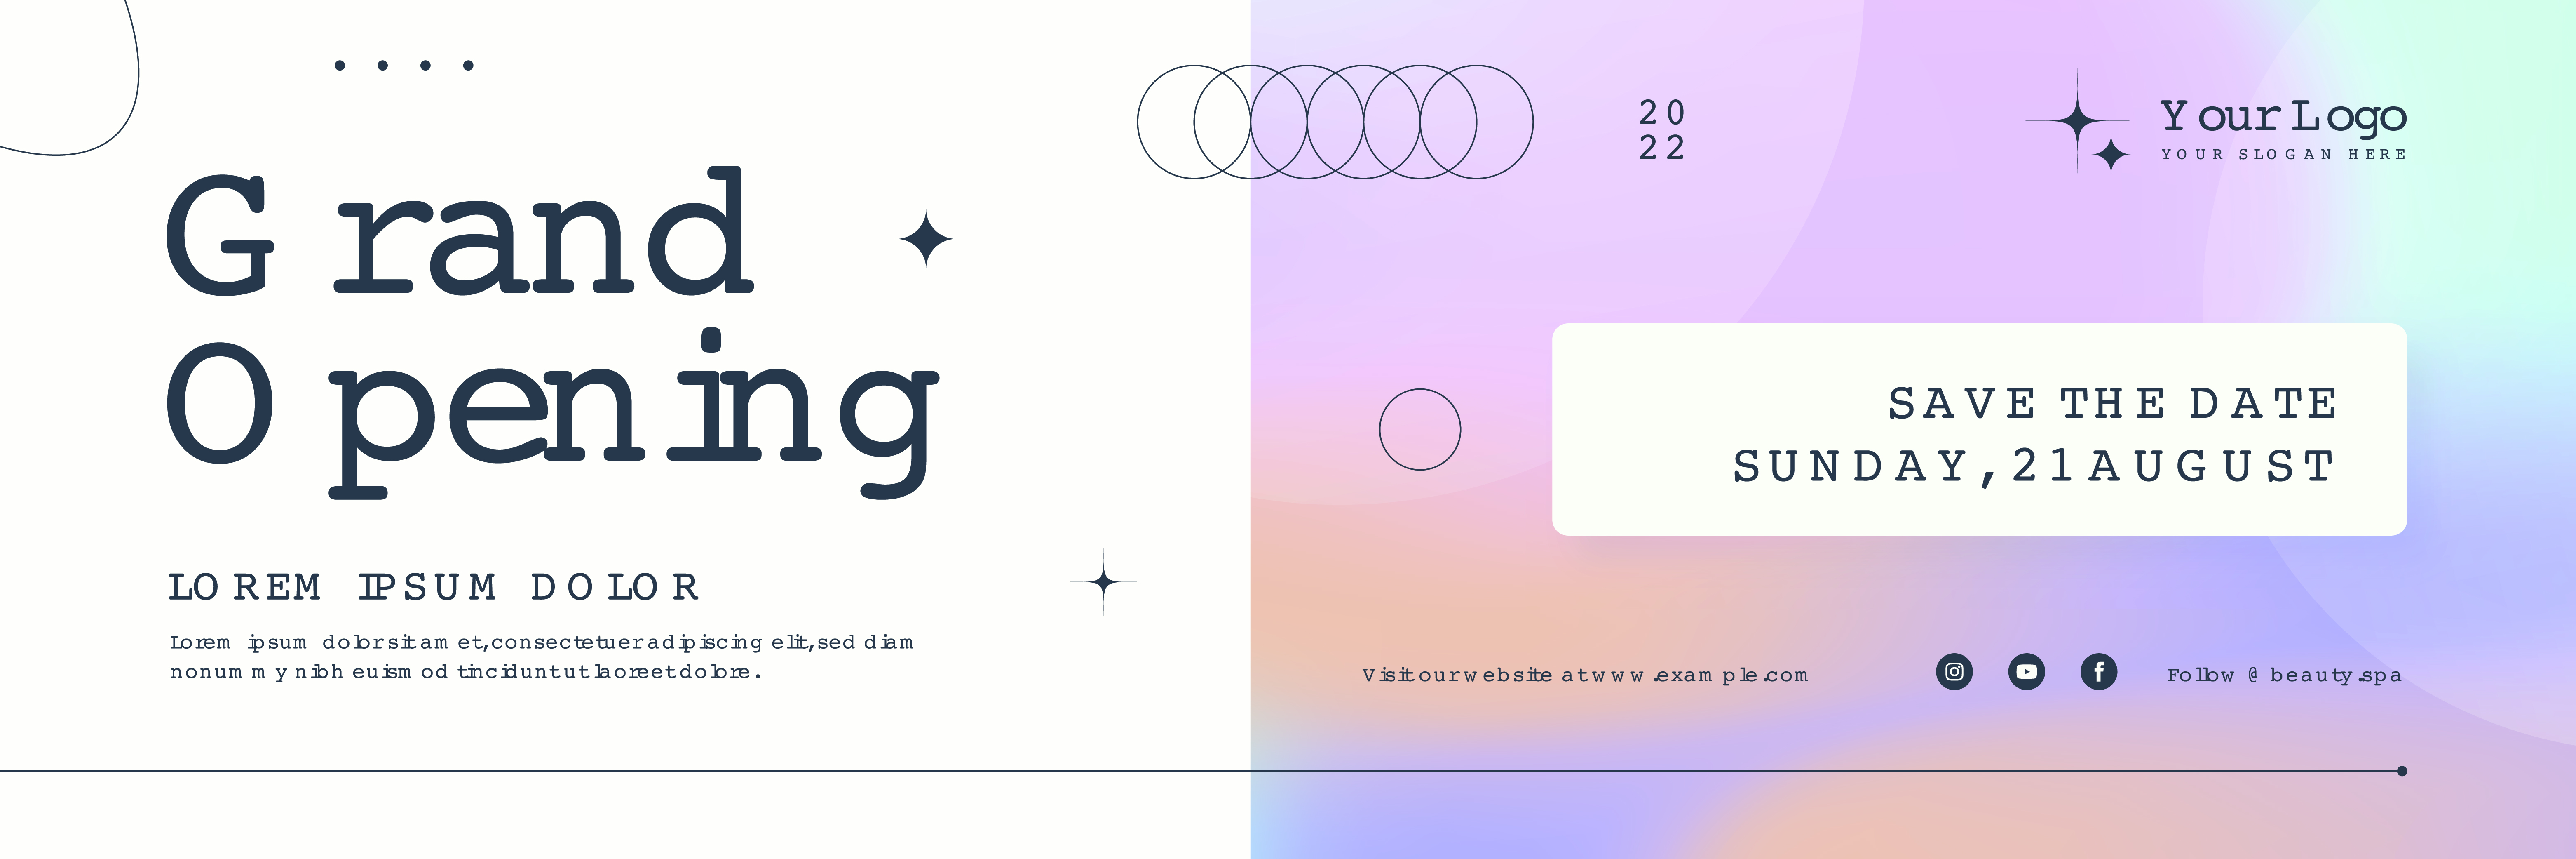 Grand
Opening
LOREM IPSUM DOLOR
Lorem ipsum dolor sit amet, consectetuer adipiscing elit, sed diam
nonummy nibh euismod tincidunt ut laoreet dolore.
20
22
Your Logo
YOUR SLOGAN HERE
SAVE THE DATE
SUNDAY, 21 AUGUST
Visit our website at www.example.com
Follow @beauty.spa